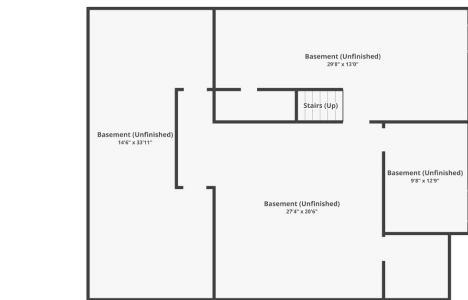 Basement (Unfinished)
29'8" x 13'0"
Stairs (Up)
Basement (Unfinished)
14'6" x 33'11"
Basement (Unfinished)
9'8" x 12'9"
Basement (Unfinished)
27'4" x 20'6"